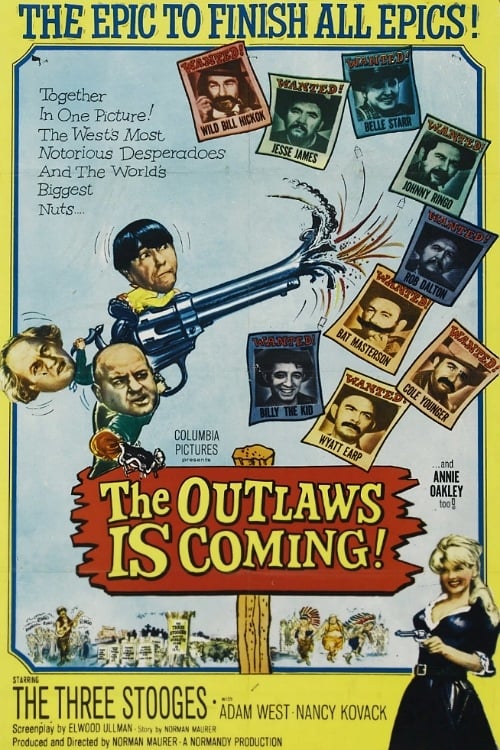 THE EPIC TO FINISH ALL EPICS!
Together
In One Picture!
The West's Most
Notorious Desperadoes
And The World's
Biggest
Nuts....
WANTED!
WILD BILL HICKOK
WANTED!
JESSE JAMES
WANTED!
BELLE STARR
WANTED!
JOHNNY RINGO
WANTED!
ROB DALTON
WANTED!
BAT MASTERSON
WANTED!
COLE YOUNGER
WANTED!
BILLY THE KID
WANTED!
WYATT EARP
COLUMBIA
PICTURES
presents
...and
ANNIE
OAKLEY
too!
The OUTLAWS
IS COMING!
STARRING
THE THREE STOOGES • with ADAM WEST • NANCY KOVACK
Screenplay by ELWOOD ULLMAN • Story by NORMAN MAURER
Produced and Directed by NORMAN MAURER • A NORMANDY PRODUCTION